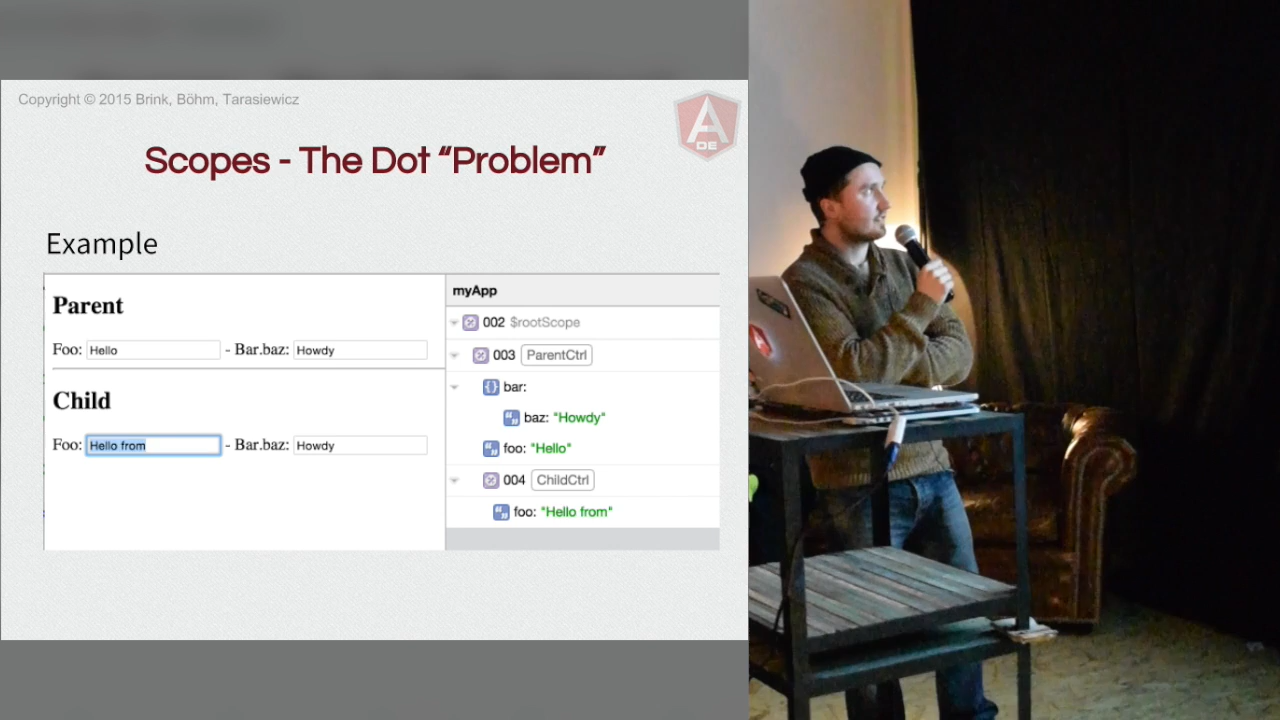 Copyright © 2015 Brink, Böhm, Tarasiewicz
A
DE
Scopes - The Dot “Problem”
Example
Parent
Foo: Hello - Bar.baz: Howdy
Child
Foo: Hello from - Bar.baz: Howdy
myApp
002 $rootScope
003 ParentCtrl
{} bar:
baz: "Howdy"
foo: "Hello"
004 ChildCtrl
foo: "Hello from"